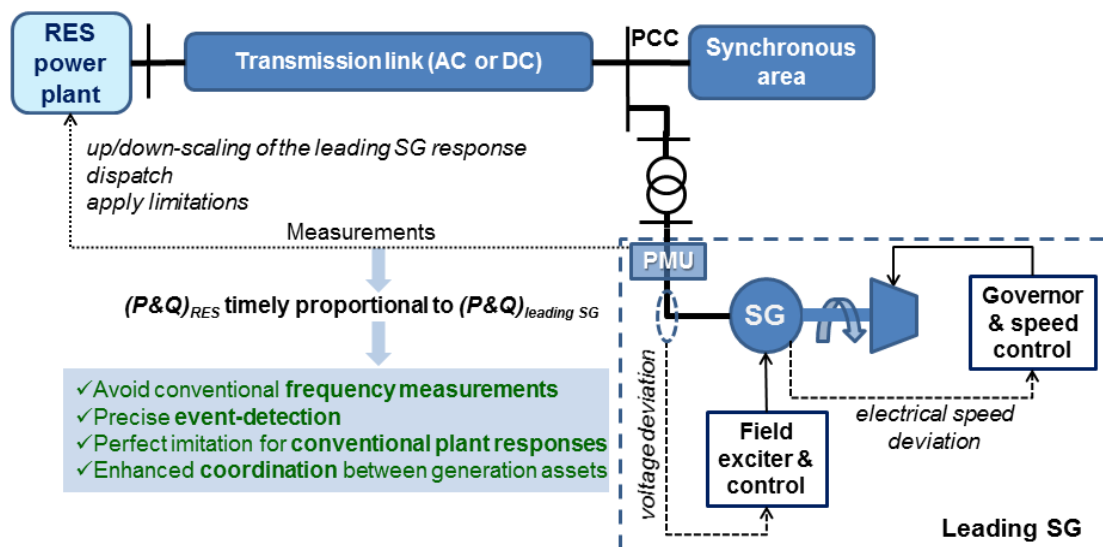 RES
power
plant
Transmission link (AC or DC)
PCC
Synchronous
area
up/down-scaling of the leading SG response
dispatch
apply limitations
Measurements
PMU
(P&Q)RES timely proportional to (P&Q)leading SG
✓Avoid conventional frequency measurements
✓Precise event-detection
✓Perfect imitation for conventional plant responses
✓Enhanced coordination between generation assets
SG
Governor
& speed
control
voltage deviation
electrical speed
deviation
Field
exciter &
control
Leading SG